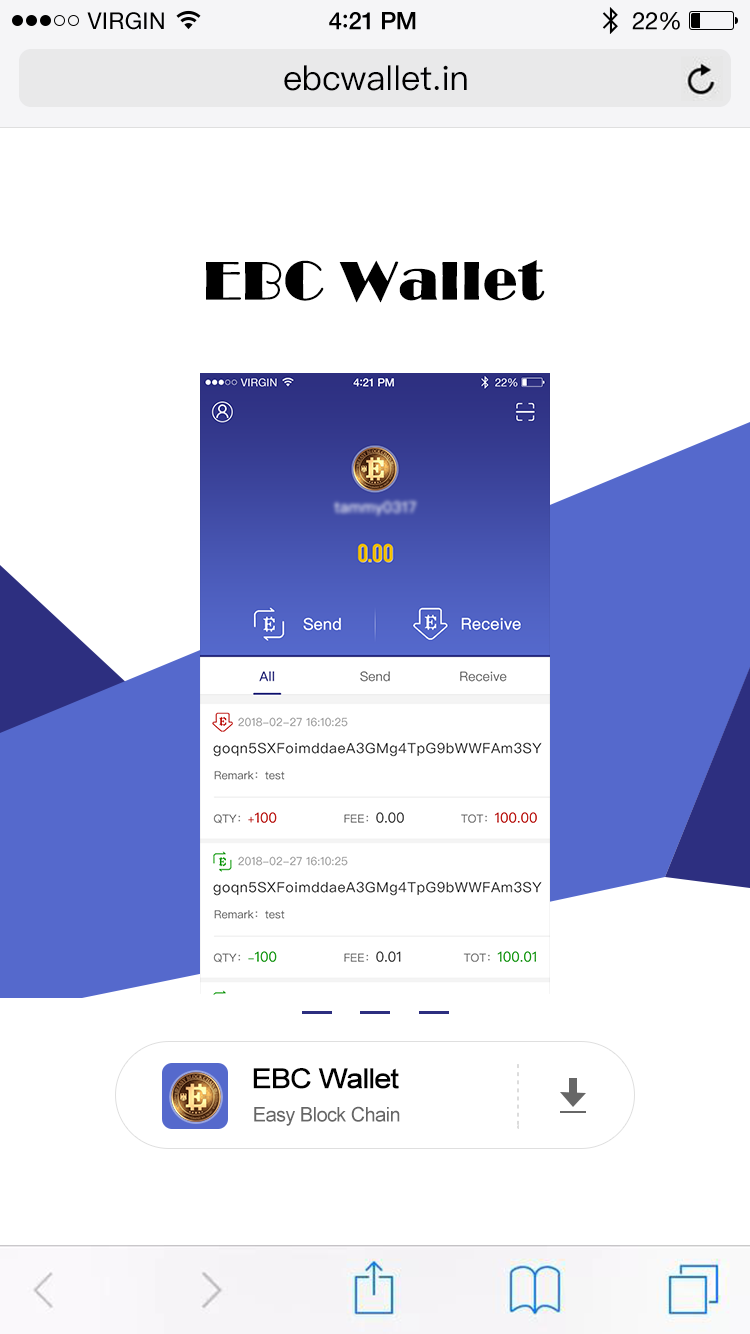 VIRGIN 4:21 PM 22%
ebcwallet.in
EBC Wallet
VIRGIN 4:21 PM 22%
E
tammy0317
0.00
Send Receive
All Send Receive
2018-02-27 16:10:25
goqn5SXFoimddaeA3GMg4TpG9bWWFAm3SY
Remark: test
QTY: +100 FEE: 0.00 TOT: 100.00
2018-02-27 16:10:25
goqn5SXFoimddaeA3GMg4TpG9bWWFAm3SY
Remark: test
QTY: -100 FEE: 0.01 TOT: 100.01
EBC Wallet
Easy Block Chain